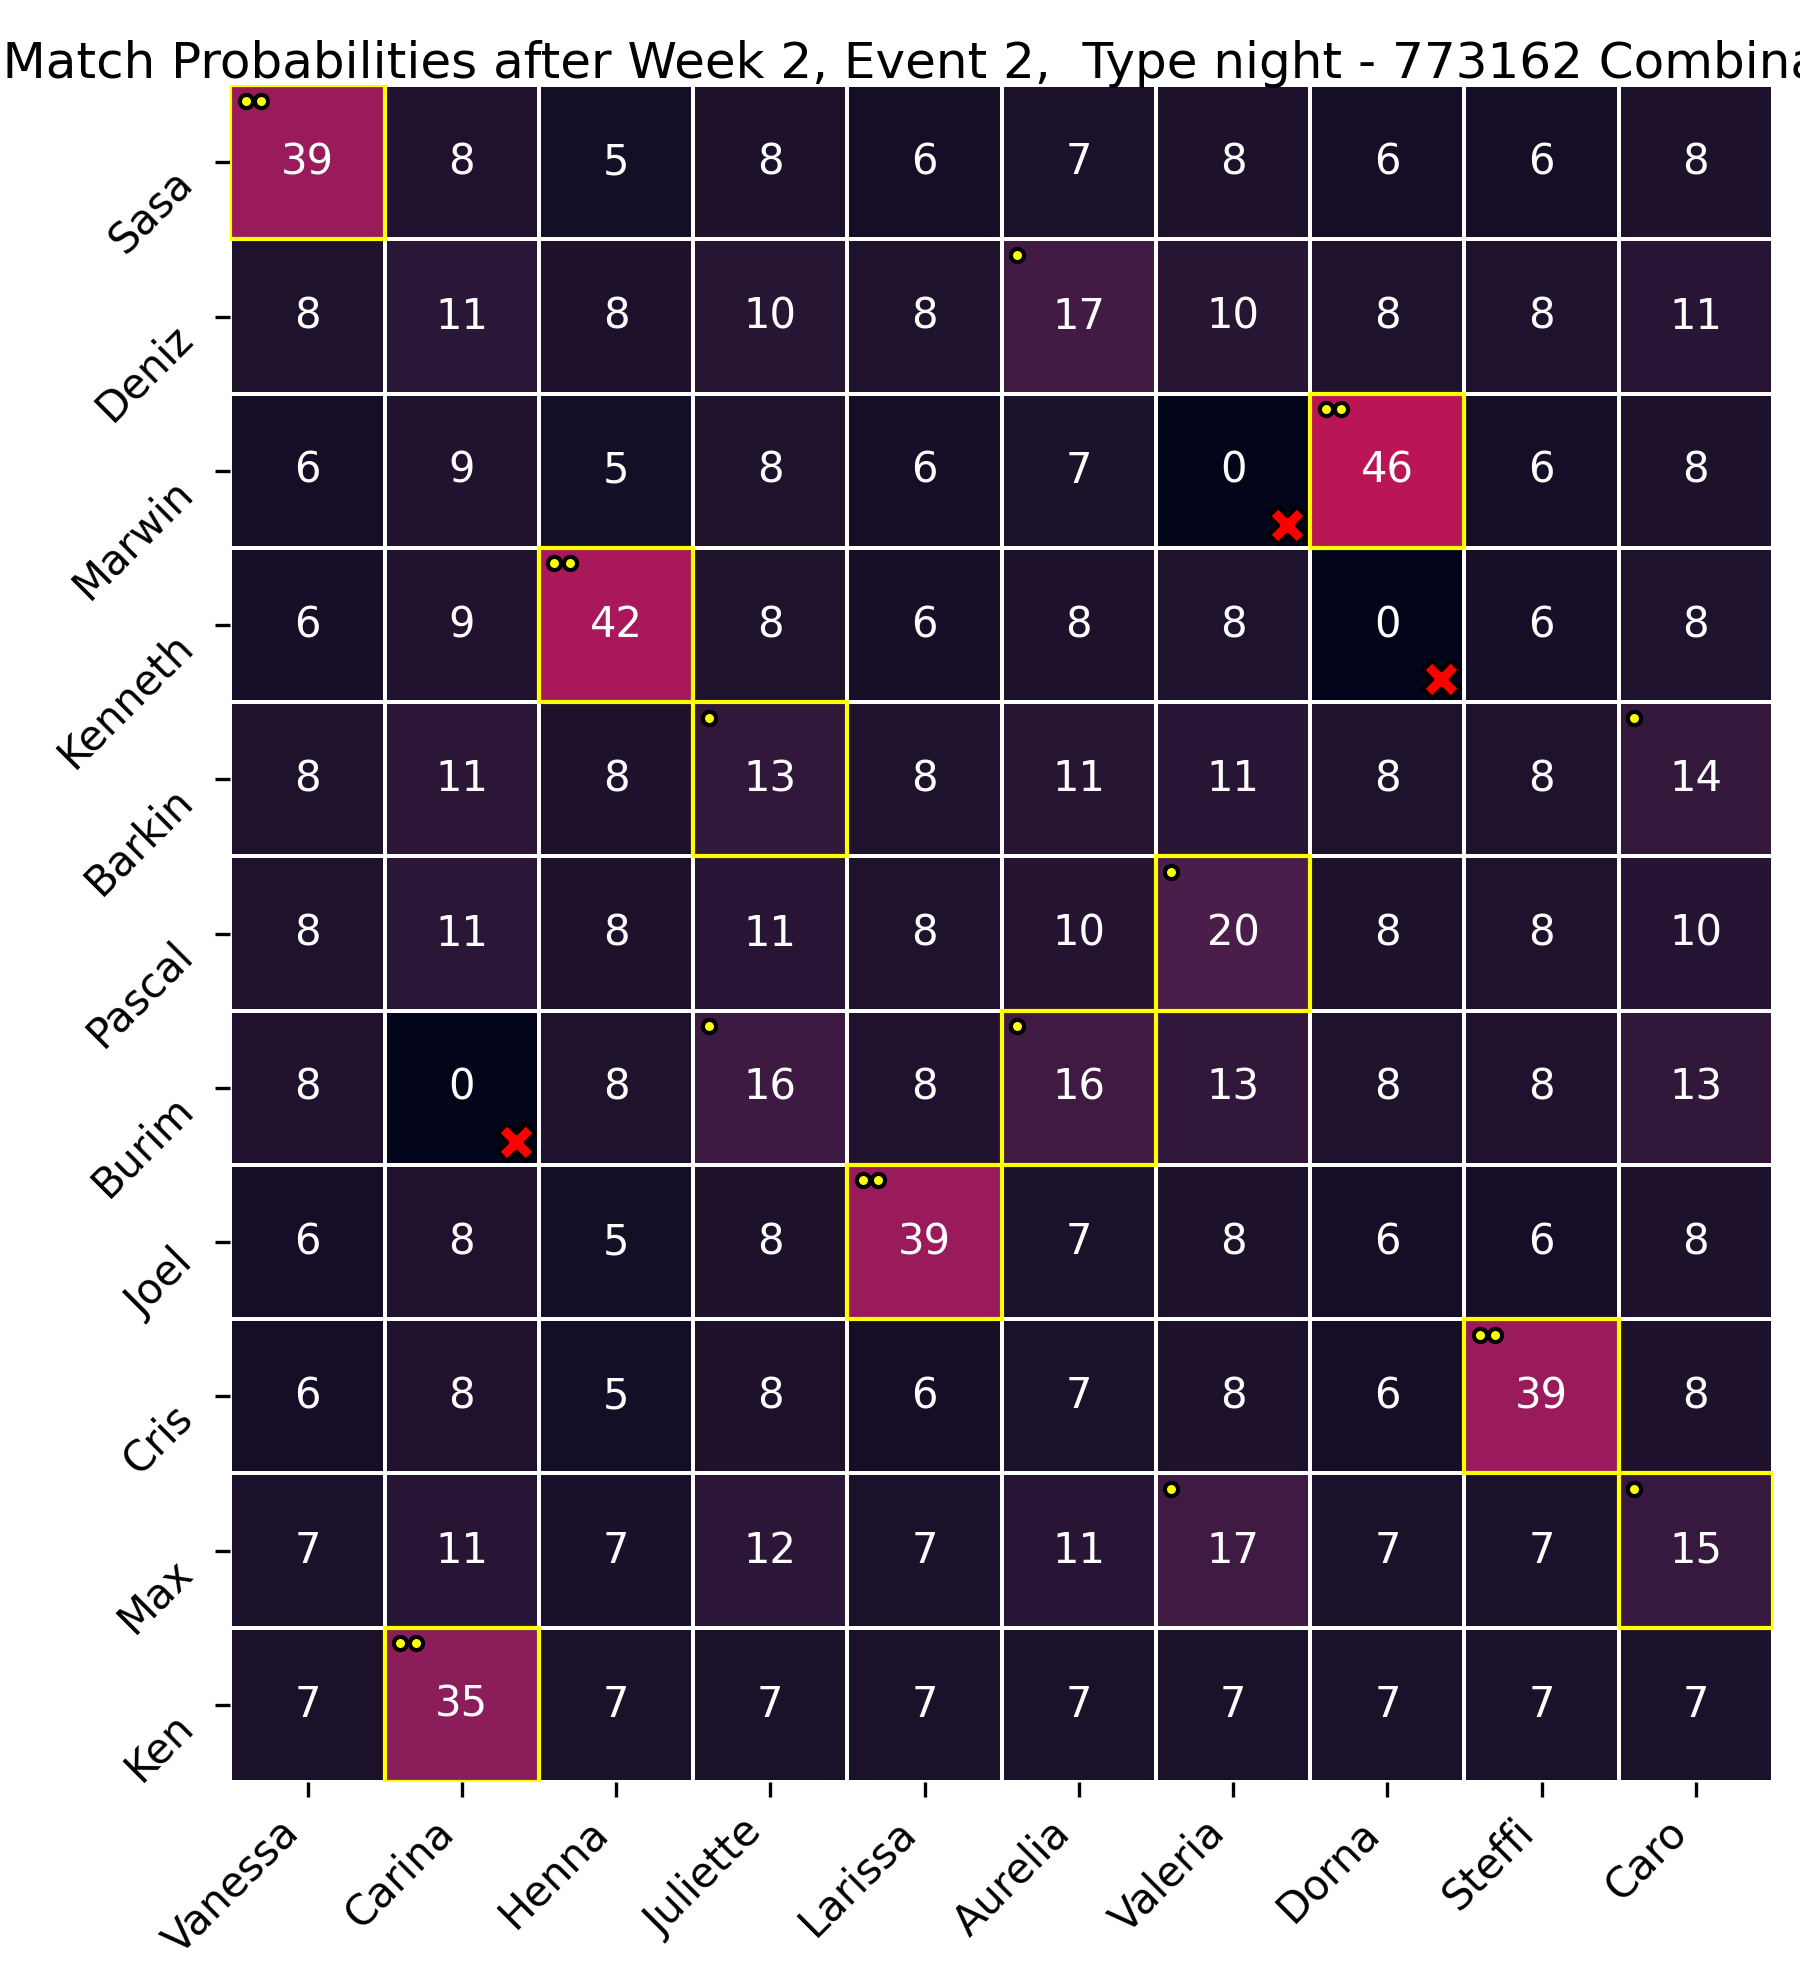 Match Probabilities after Week 2, Event 2,  Type night - 773162 Combina
Sasa 39 8 5 8 6 7 8 6 6 8
Deniz 8 11 8 10 8 17 10 8 8 11
Marwin 6 9 5 8 6 7 0 46 6 8
Kenneth 6 9 42 8 6 8 8 0 6 8
Barkin 8 11 8 13 8 11 11 8 8 14
Pascal 8 11 8 11 8 10 20 8 8 10
Burim 8 0 8 16 8 16 13 8 8 13
Joel 6 8 5 8 39 7 8 6 6 8
Cris 6 8 5 8 6 7 8 6 39 8
Max 7 11 7 12 7 11 17 7 7 15
Ken 7 35 7 7 7 7 7 7 7 7
Vanessa Carina Henna Juliette Larissa Aurelia Valeria Dorna Steffi Caro